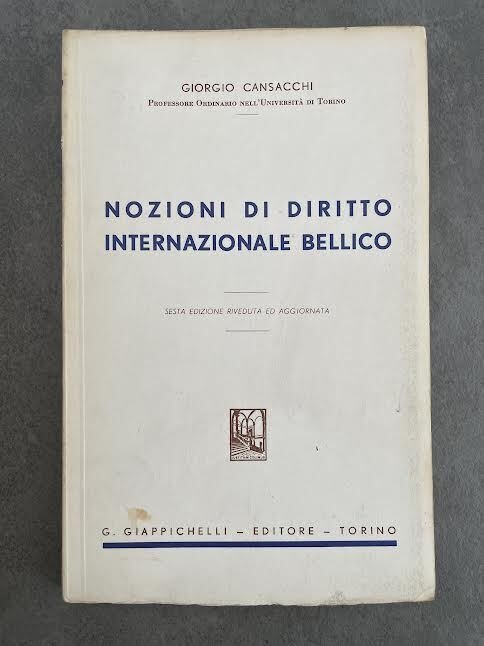 GIORGIO CANSACCHI
PROFESSORE ORDINARIO NELL'UNIVERSITÀ DI TORINO
NOZIONI DI DIRITTO
INTERNAZIONALE BELLICO
SESTA EDIZIONE RIVEDUTA ED AGGIORNATA
G. GIAPPICHELLI – EDITORE – TORINO